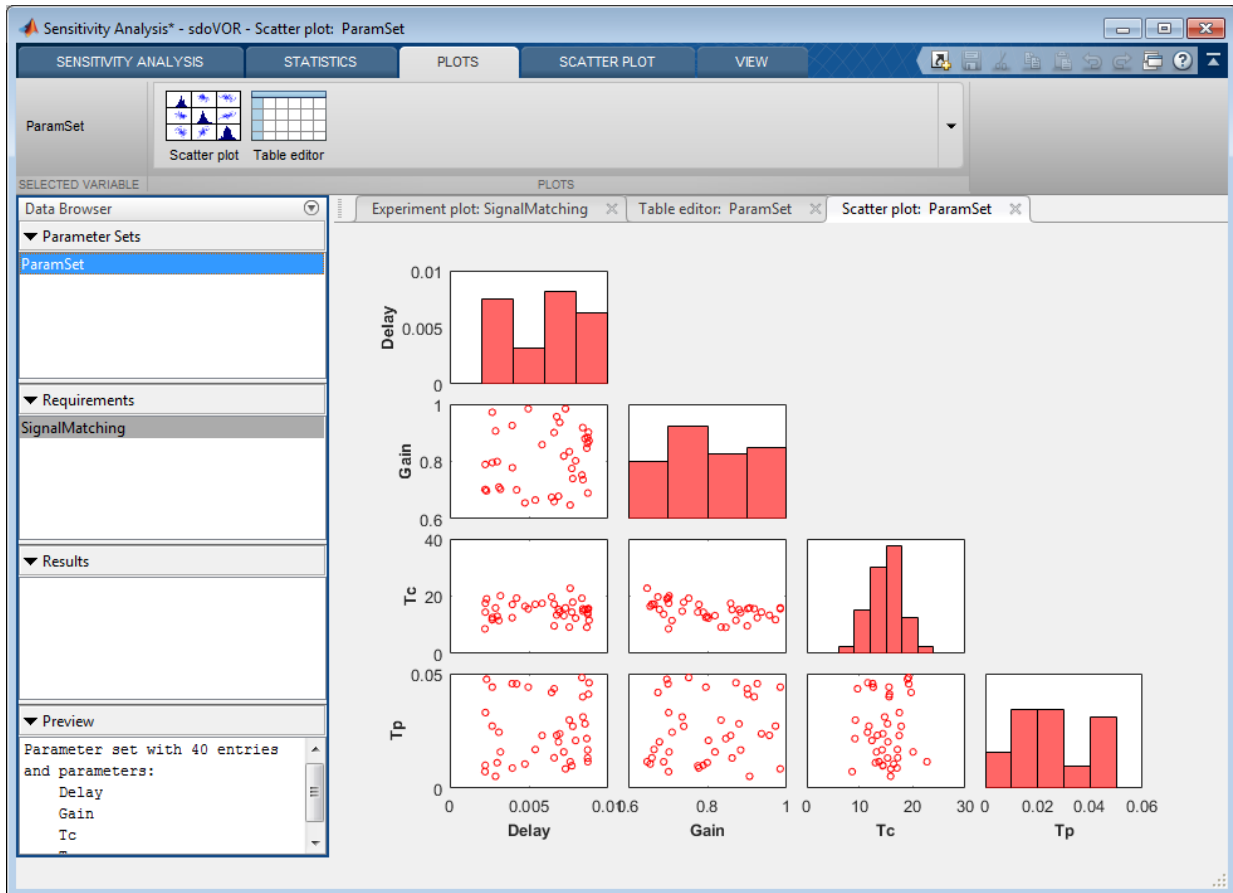 Sensitivity Analysis* - sdoVOR - Scatter plot: ParamSet
SENSITIVITY ANALYSIS
STATISTICS
PLOTS
SCATTER PLOT
VIEW
ParamSet
Scatter plot
Table editor
SELECTED VARIABLE
PLOTS
Data Browser
Parameter Sets
ParamSet
Requirements
SignalMatching
Results
Preview
Parameter set with 40 entries
and parameters:
Delay
Gain
Tc
Experiment plot: SignalMatching
Table editor: ParamSet
Scatter plot: ParamSet
0.01
0.005
0
Delay
1
0.8
0.6
Gain
40
20
0
Tc
0.05
0
Tp
0 0.005 0.01
Delay
0.6 0.8 1
Gain
0 10 20 30
Tc
0 0.02 0.04 0.06
Tp